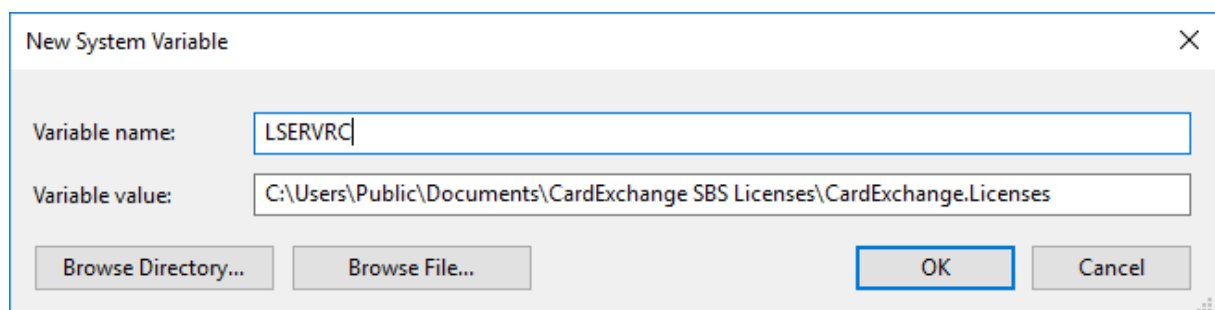 New System Variable
Variable name: LSERVRC
Variable value: C:\Users\Public\Documents\CardExchange SBS Licenses\CardExchange.Licenses
Browse Directory... Browse File... OK Cancel